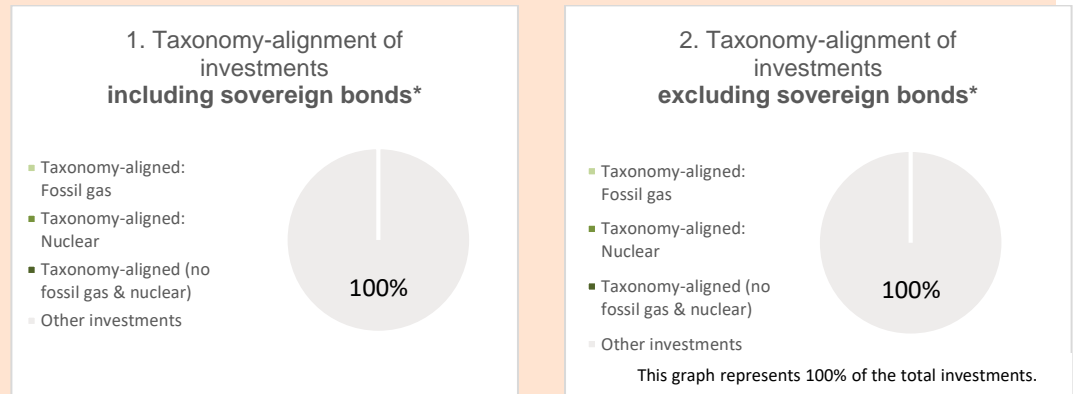 1. Taxonomy-alignment of
investments
including sovereign bonds*
Taxonomy-aligned:
Fossil gas
Taxonomy-aligned:
Nuclear
Taxonomy-aligned (no
fossil gas & nuclear)
Other investments
100%
2. Taxonomy-alignment of
investments
excluding sovereign bonds*
Taxonomy-aligned:
Fossil gas
Taxonomy-aligned:
Nuclear
Taxonomy-aligned (no
fossil gas & nuclear)
Other investments
100%
This graph represents 100% of the total investments.